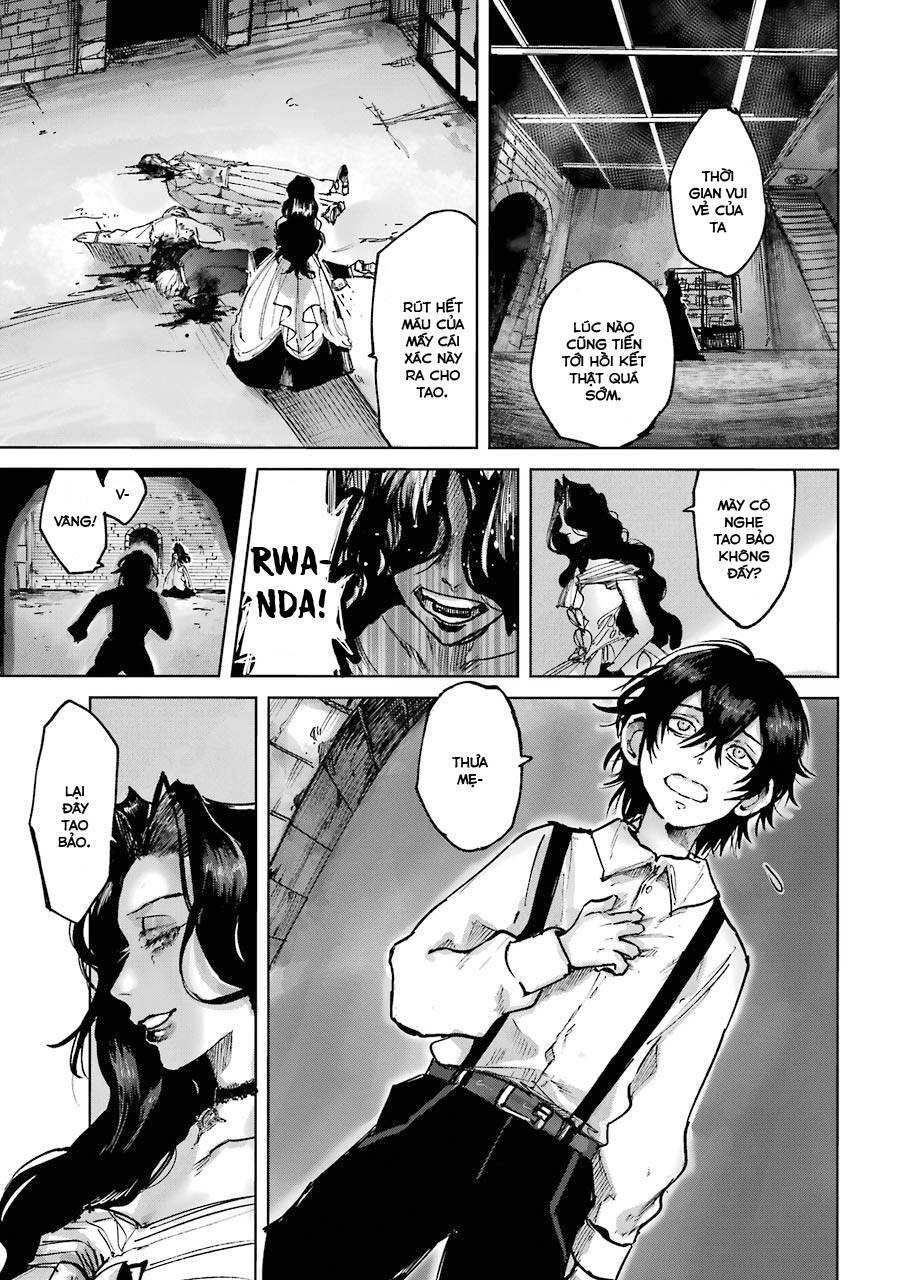 THỜI
GIAN VUI
VẺ CỦA
TA
LÚC NÀO
CŨNG TIẾN
TỚI HỒI KẾT
THẬT QUÁ
SỚM.
RÚT HẾT
MÁU CỦA
MẤY CÁI
XÁC NÀY
RA CHO
TAO.
MÀY CÓ
NGHE
TAO BẢO
KHÔNG
ĐẤY?
RWA-
NDA!
V-
VÂNG!
THƯA
MẸ-
LẠI
ĐÂY TAO
BẢO.